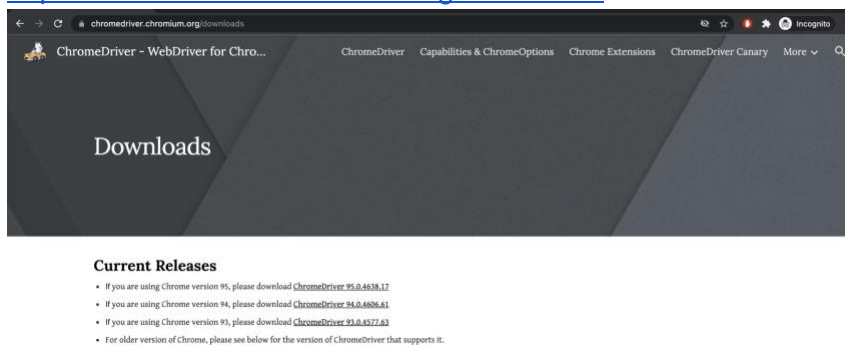 chromedriver.chromium.org/downloads
Incognito
ChromeDriver - WebDriver for Chro...
ChromeDriver Capabilities & ChromeOptions Chrome Extensions ChromeDriver Canary More
Downloads
Current Releases
• If you are using Chrome version 95, please download ChromeDriver 95.0.4638.17
• If you are using Chrome version 94, please download ChromeDriver 94.0.4606.61
• If you are using Chrome version 93, please download ChromeDriver 93.0.4577.63
• For older version of Chrome, please see below for the version of ChromeDriver that supports it.